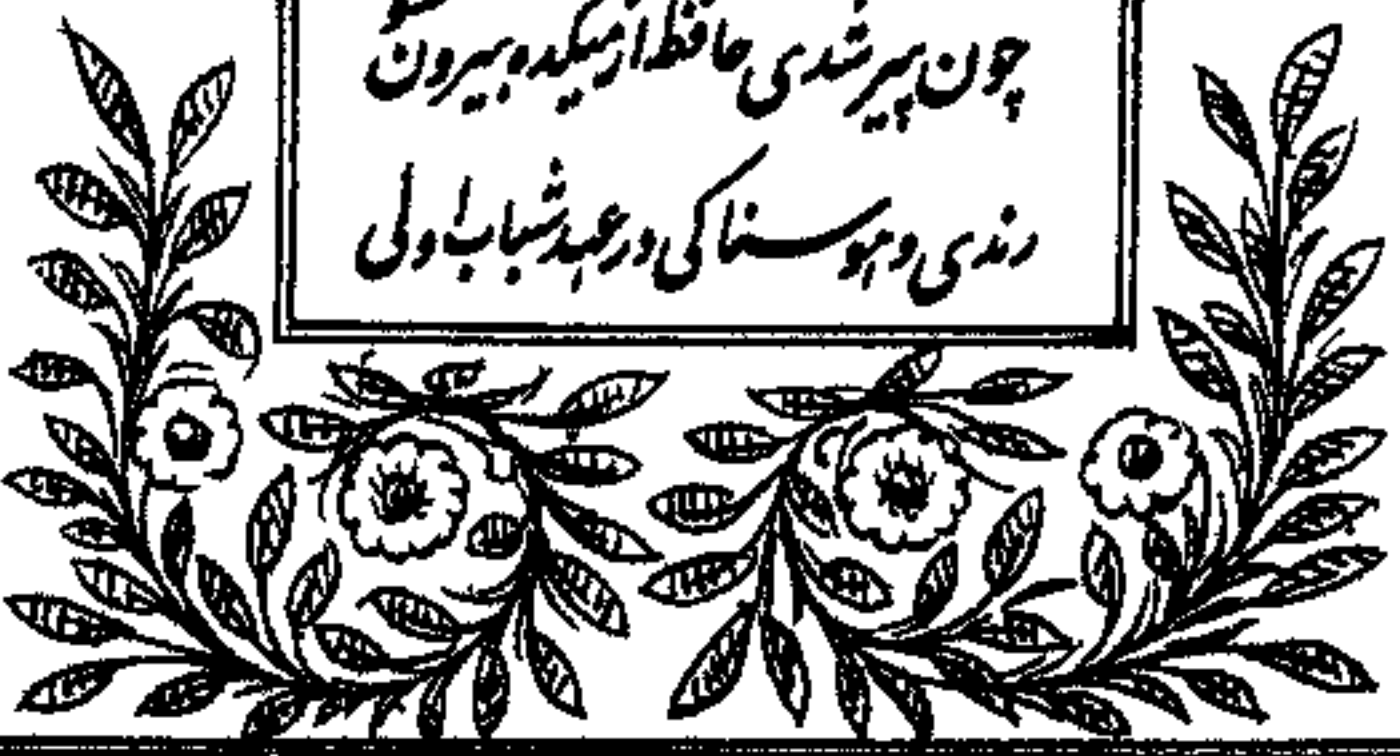 چون پیر شدی حافظ از میکده بیرون
رندی و هوسناکی در عهد شباب اولی